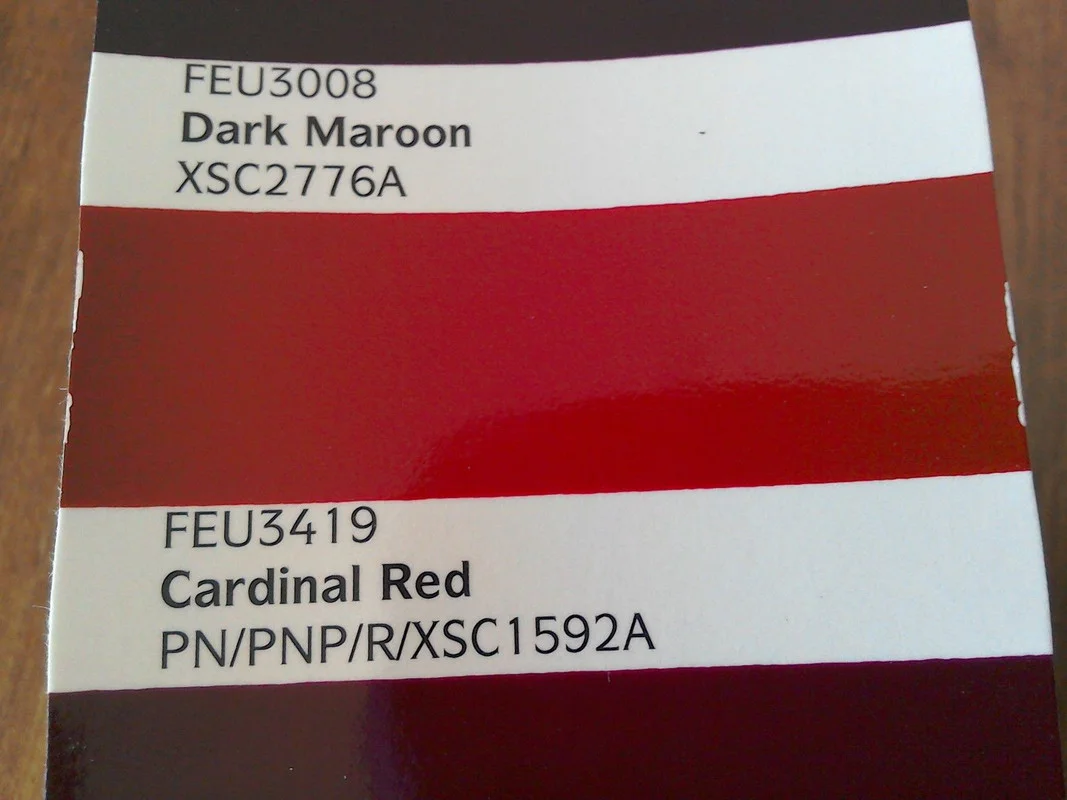 FEU3008
Dark Maroon
XSC2776A
FEU3419
Cardinal Red
PN/PNP/R/XSC1592A